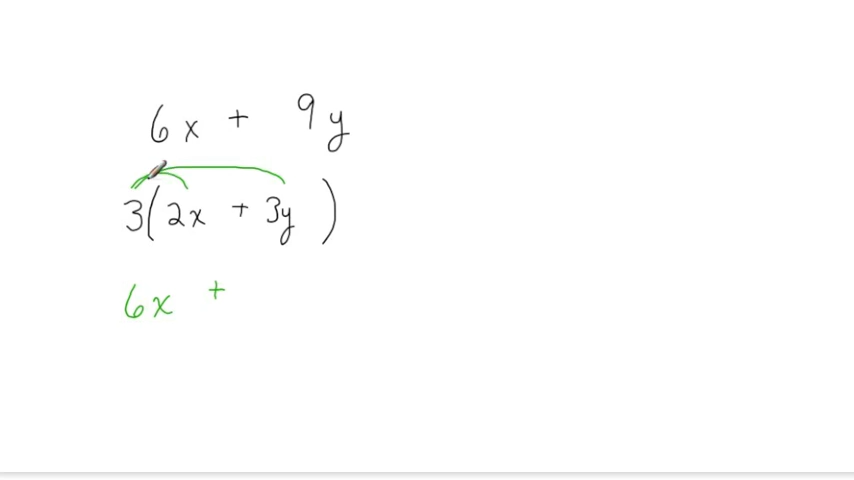 6x + 9y
3(2x + 3y)
6x +